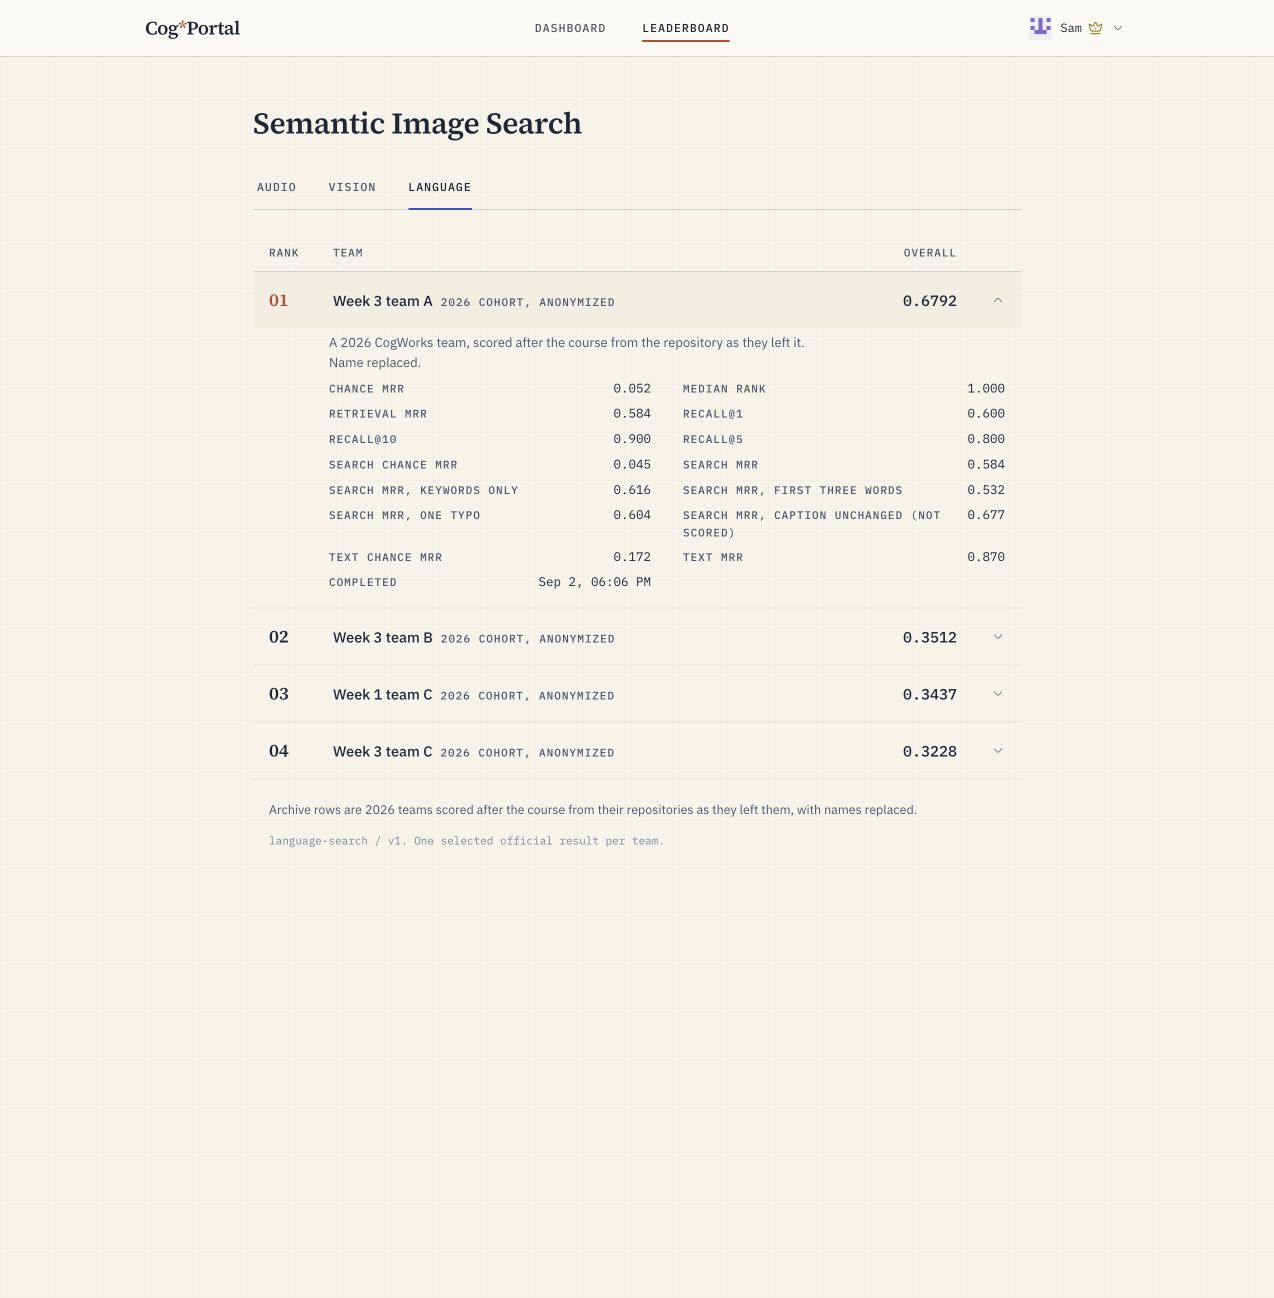 Cog*Portal
DASHBOARD LEADERBOARD
Sam
Semantic Image Search
AUDIO VISION LANGUAGE
RANK TEAM OVERALL
01 Week 3 team A 2026 COHORT, ANONYMIZED 0.6792
A 2026 CogWorks team, scored after the course from the repository as they left it.
Name replaced.
CHANCE MRR 0.052 MEDIAN RANK 1.000
RETRIEVAL MRR 0.584 RECALL@1 0.600
RECALL@10 0.900 RECALL@5 0.800
SEARCH CHANCE MRR 0.045 SEARCH MRR 0.584
SEARCH MRR, KEYWORDS ONLY 0.616 SEARCH MRR, FIRST THREE WORDS 0.532
SEARCH MRR, ONE TYPO 0.604 SEARCH MRR, CAPTION UNCHANGED (NOT 0.677
SCORED)
TEXT CHANCE MRR 0.172 TEXT MRR 0.870
COMPLETED Sep 2, 06:06 PM
02 Week 3 team B 2026 COHORT, ANONYMIZED 0.3512
03 Week 1 team C 2026 COHORT, ANONYMIZED 0.3437
04 Week 3 team C 2026 COHORT, ANONYMIZED 0.3228
Archive rows are 2026 teams scored after the course from their repositories as they left them, with names replaced.
language-search / v1. One selected official result per team.